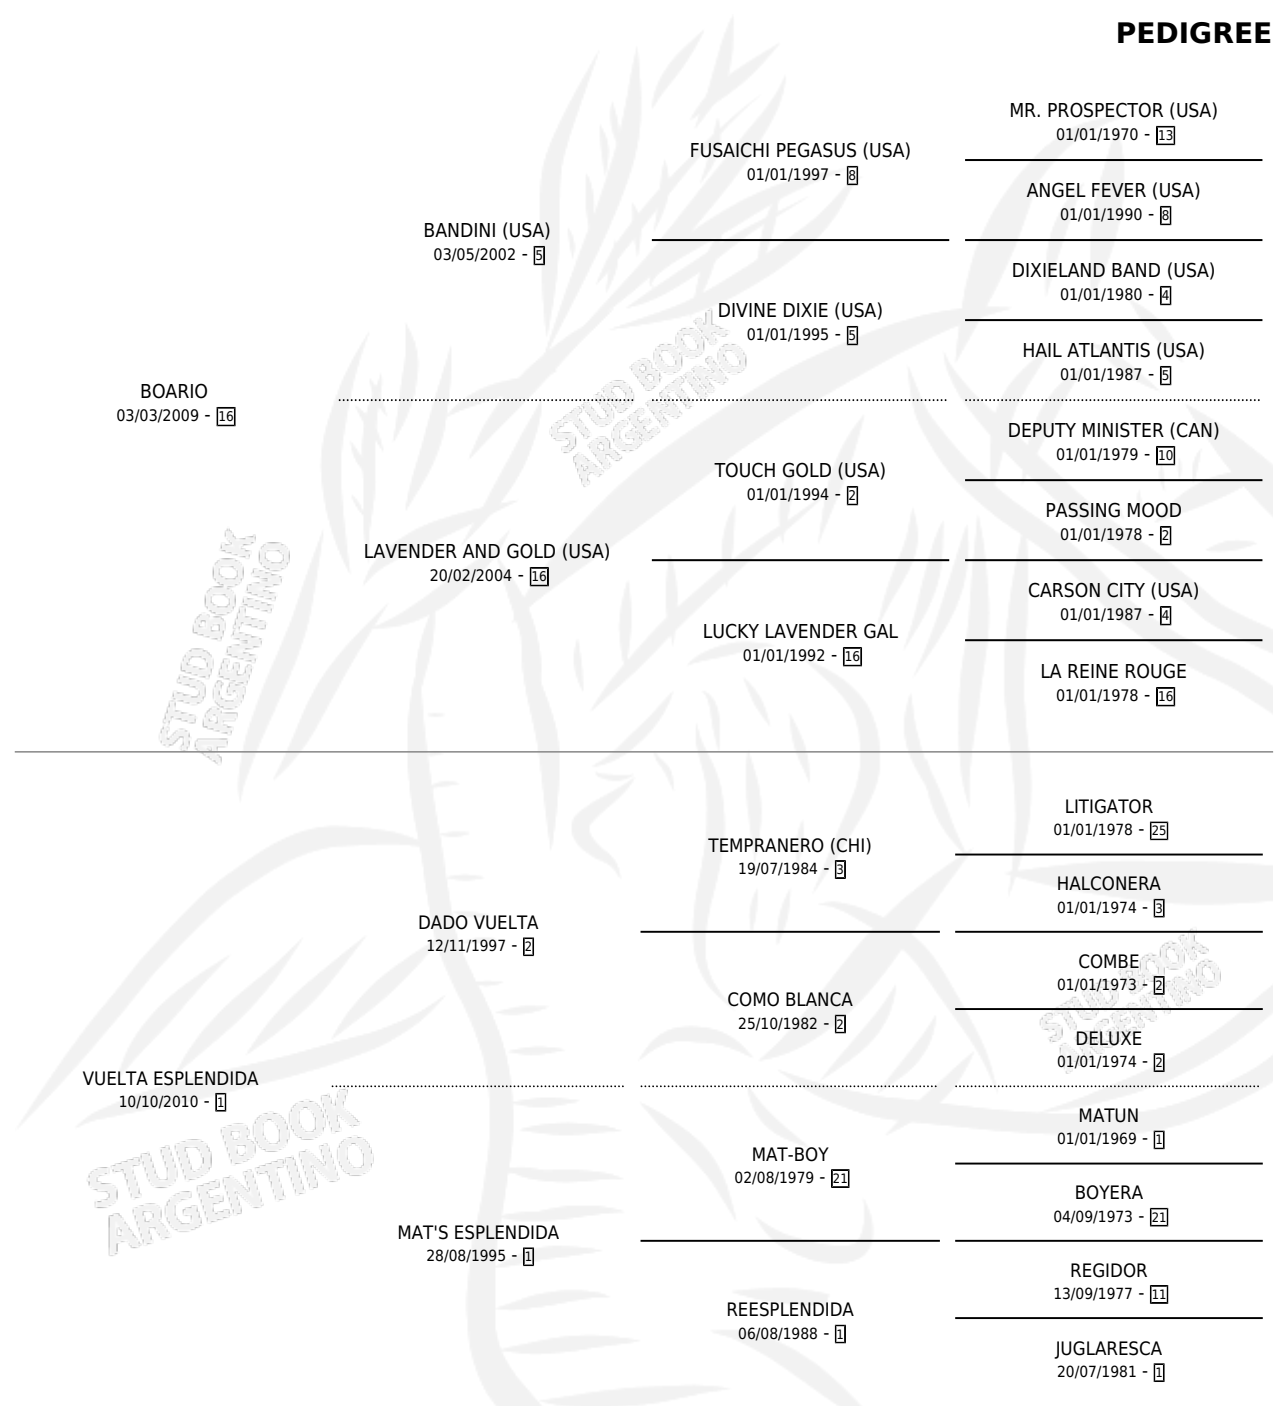 PEDIGREE
MR. PROSPECTOR (USA)
01/01/1970 - 13
FUSAICHI PEGASUS (USA)
01/01/1997 - 8
ANGEL FEVER (USA)
01/01/1990 - 8
BANDINI (USA)
03/05/2002 - 5
DIXIELAND BAND (USA)
01/01/1980 - 4
DIVINE DIXIE (USA)
01/01/1995 - 5
HAIL ATLANTIS (USA)
01/01/1987 - 5
STUD BOOK
ARGENTINO
BOARIO
03/03/2009 - 16
DEPUTY MINISTER (CAN)
01/01/1979 - 10
TOUCH GOLD (USA)
01/01/1994 - 2
PASSING MOOD
01/01/1978 - 2
LAVENDER AND GOLD (USA)
20/02/2004 - 16
CARSON CITY (USA)
01/01/1987 - 4
LUCKY LAVENDER GAL
01/01/1992 - 16
LA REINE ROUGE
01/01/1978 - 16
STUD BOOK
ARGENTINO
LITIGATOR
01/01/1978 - 25
TEMPRANERO (CHI)
19/07/1984 - 3
HALCONERA
01/01/1974 - 3
DADO VUELTA
12/11/1997 - 2
COMBE
01/01/1973 - 2
COMO BLANCA
25/10/1982 - 2
STUD BOOK
ARGENTINO
DELUXE
01/01/1974 - 2
VUELTA ESPLENDIDA
10/10/2010 - 1
MATUN
01/01/1969 - 1
MAT-BOY
02/08/1979 - 21
STUD BOOK
ARGENTINO
BOYERA
04/09/1973 - 21
MAT'S ESPLENDIDA
28/08/1995 - 1
REGIDOR
13/09/1977 - 11
REESPLENDIDA
06/08/1988 - 1
JUGLARESCA
20/07/1981 - 1